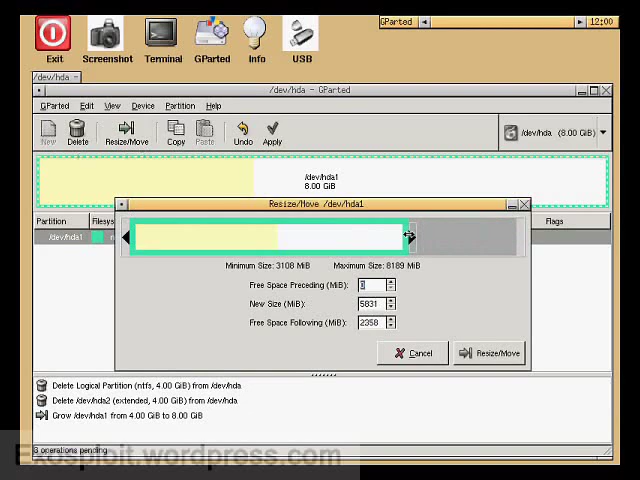 GParted 12:00
Exit Screenshot Terminal GParted Info USB
/dev/hda -
/dev/hda - GParted
GParted Edit View Device Partition Help
New Delete Resize/Move Copy Paste Undo Apply /dev/hda (8.00 GiB)
/dev/hda1
8.00 GiB
Resize/Move /dev/hda1
Partition Filesys Flags
/dev/hda1 n
Minimum Size: 3108 MiB Maximum Size: 8189 MiB
Free Space Preceding (MiB): 0
New Size (MiB): 5831
Free Space Following (MiB): 2358
Cancel Resize/Move
Delete Logical Partition (ntfs, 4.00 GiB) from /dev/hda
Delete /dev/hda2 (extended, 4.00 GiB) from /dev/hda
Grow /dev/hda1 from 4.00 GiB to 8.00 GiB
3 operations pending
Exosploit.wordpress.com